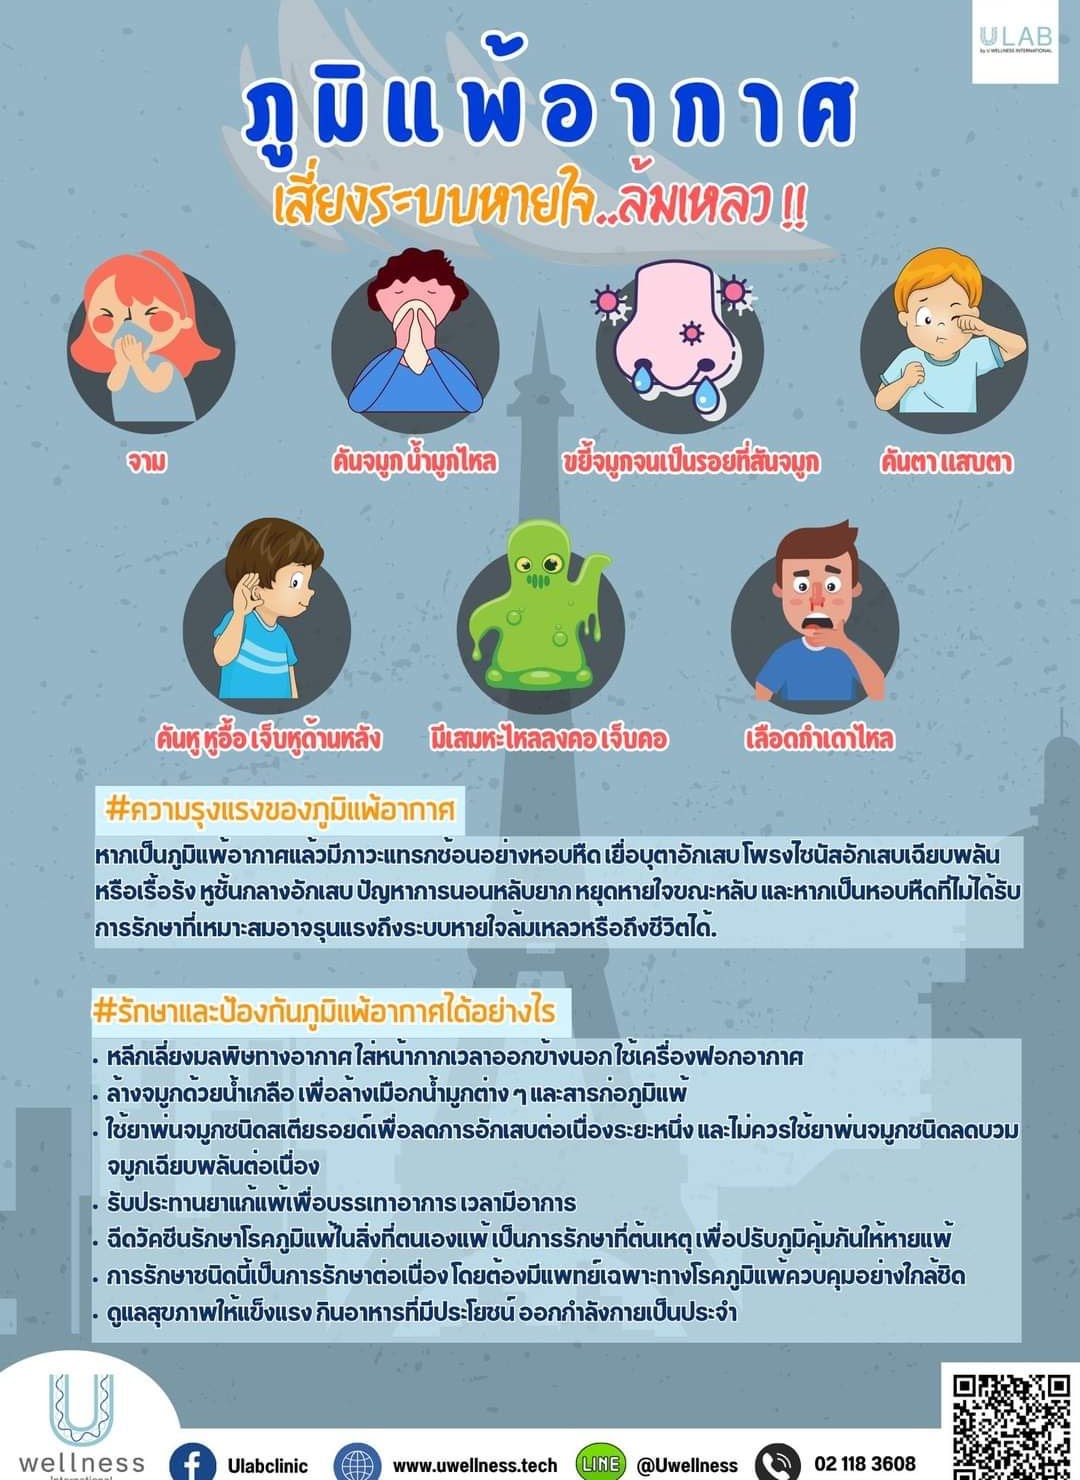 ULAB
by U WELLNESS INTERNATIONAL
ภูมิแพ้อากาศ
เสี่ยงระบบหายใจ..ล้มเหลว !!
จาม
คันจมูก น้ำมูกไหล
ขยี้จมูกจนเป็นรอยที่สันจมูก
คันตา แสบตา
คันหู หูอื้อ เจ็บหูด้านหลัง
มีเสมหะไหลลงคอ เจ็บคอ
เลือดกำเดาไหล
#ความรุงแรงของภูมิแพ้อากาศ
หากเป็นภูมิแพ้อากาศแล้วมีภาวะแทรกซ้อนอย่างหอบหืด เยื่อบุตาอักเสบ โพรงไซนัสอักเสบเฉียบพลัน
หรือเรื้อรัง หูชั้นกลางอักเสบ ปัญหาการนอนหลับยาก หยุดหายใจขณะหลับ และหากเป็นหอบหืดที่ไม่ได้รับ
การรักษาที่เหมาะสมอาจรุนแรงถึงระบบหายใจล้มเหลวหรือถึงชีวิตได้.
#รักษาและป้องกันภูมิแพ้อากาศได้อย่างไร
• หลีกเลี่ยงมลพิษทางอากาศ ใส่หน้ากากเวลาออกข้างนอก ใช้เครื่องฟอกอากาศ
• ล้างจมูกด้วยน้ำเกลือ เพื่อล้างเมือกน้ำมูกต่าง ๆ และสารก่อภูมิแพ้
• ใช้ยาพ่นจมูกชนิดสเตียรอยด์เพื่อลดการอักเสบต่อเนื่องระยะหนึ่ง และไม่ควรใช้ยาพ่นจมูกชนิดลดบวม
จมูกเฉียบพลันต่อเนื่อง
• รับประทานยาแก้แพ้เพื่อบรรเทาอาการ เวลามีอาการ
• ฉีดวัคซีนรักษาโรคภูมิแพ้ในสิ่งที่ตนเองแพ้ เป็นการรักษาที่ต้นเหตุ เพื่อปรับภูมิคุ้มกันให้หายแพ้
• การรักษาชนิดนี้เป็นการรักษาต่อเนื่อง โดยต้องมีแพทย์เฉพาะทางโรคภูมิแพ้ควบคุมอย่างใกล้ชิด
• ดูแลสุขภาพให้แข็งแรง กินอาหารที่มีประโยชน์ ออกกำลังกายเป็นประจำ
U
wellness
International
Ulabclinic
www.uwellness.tech
LINE
@Uwellness
02 118 3608